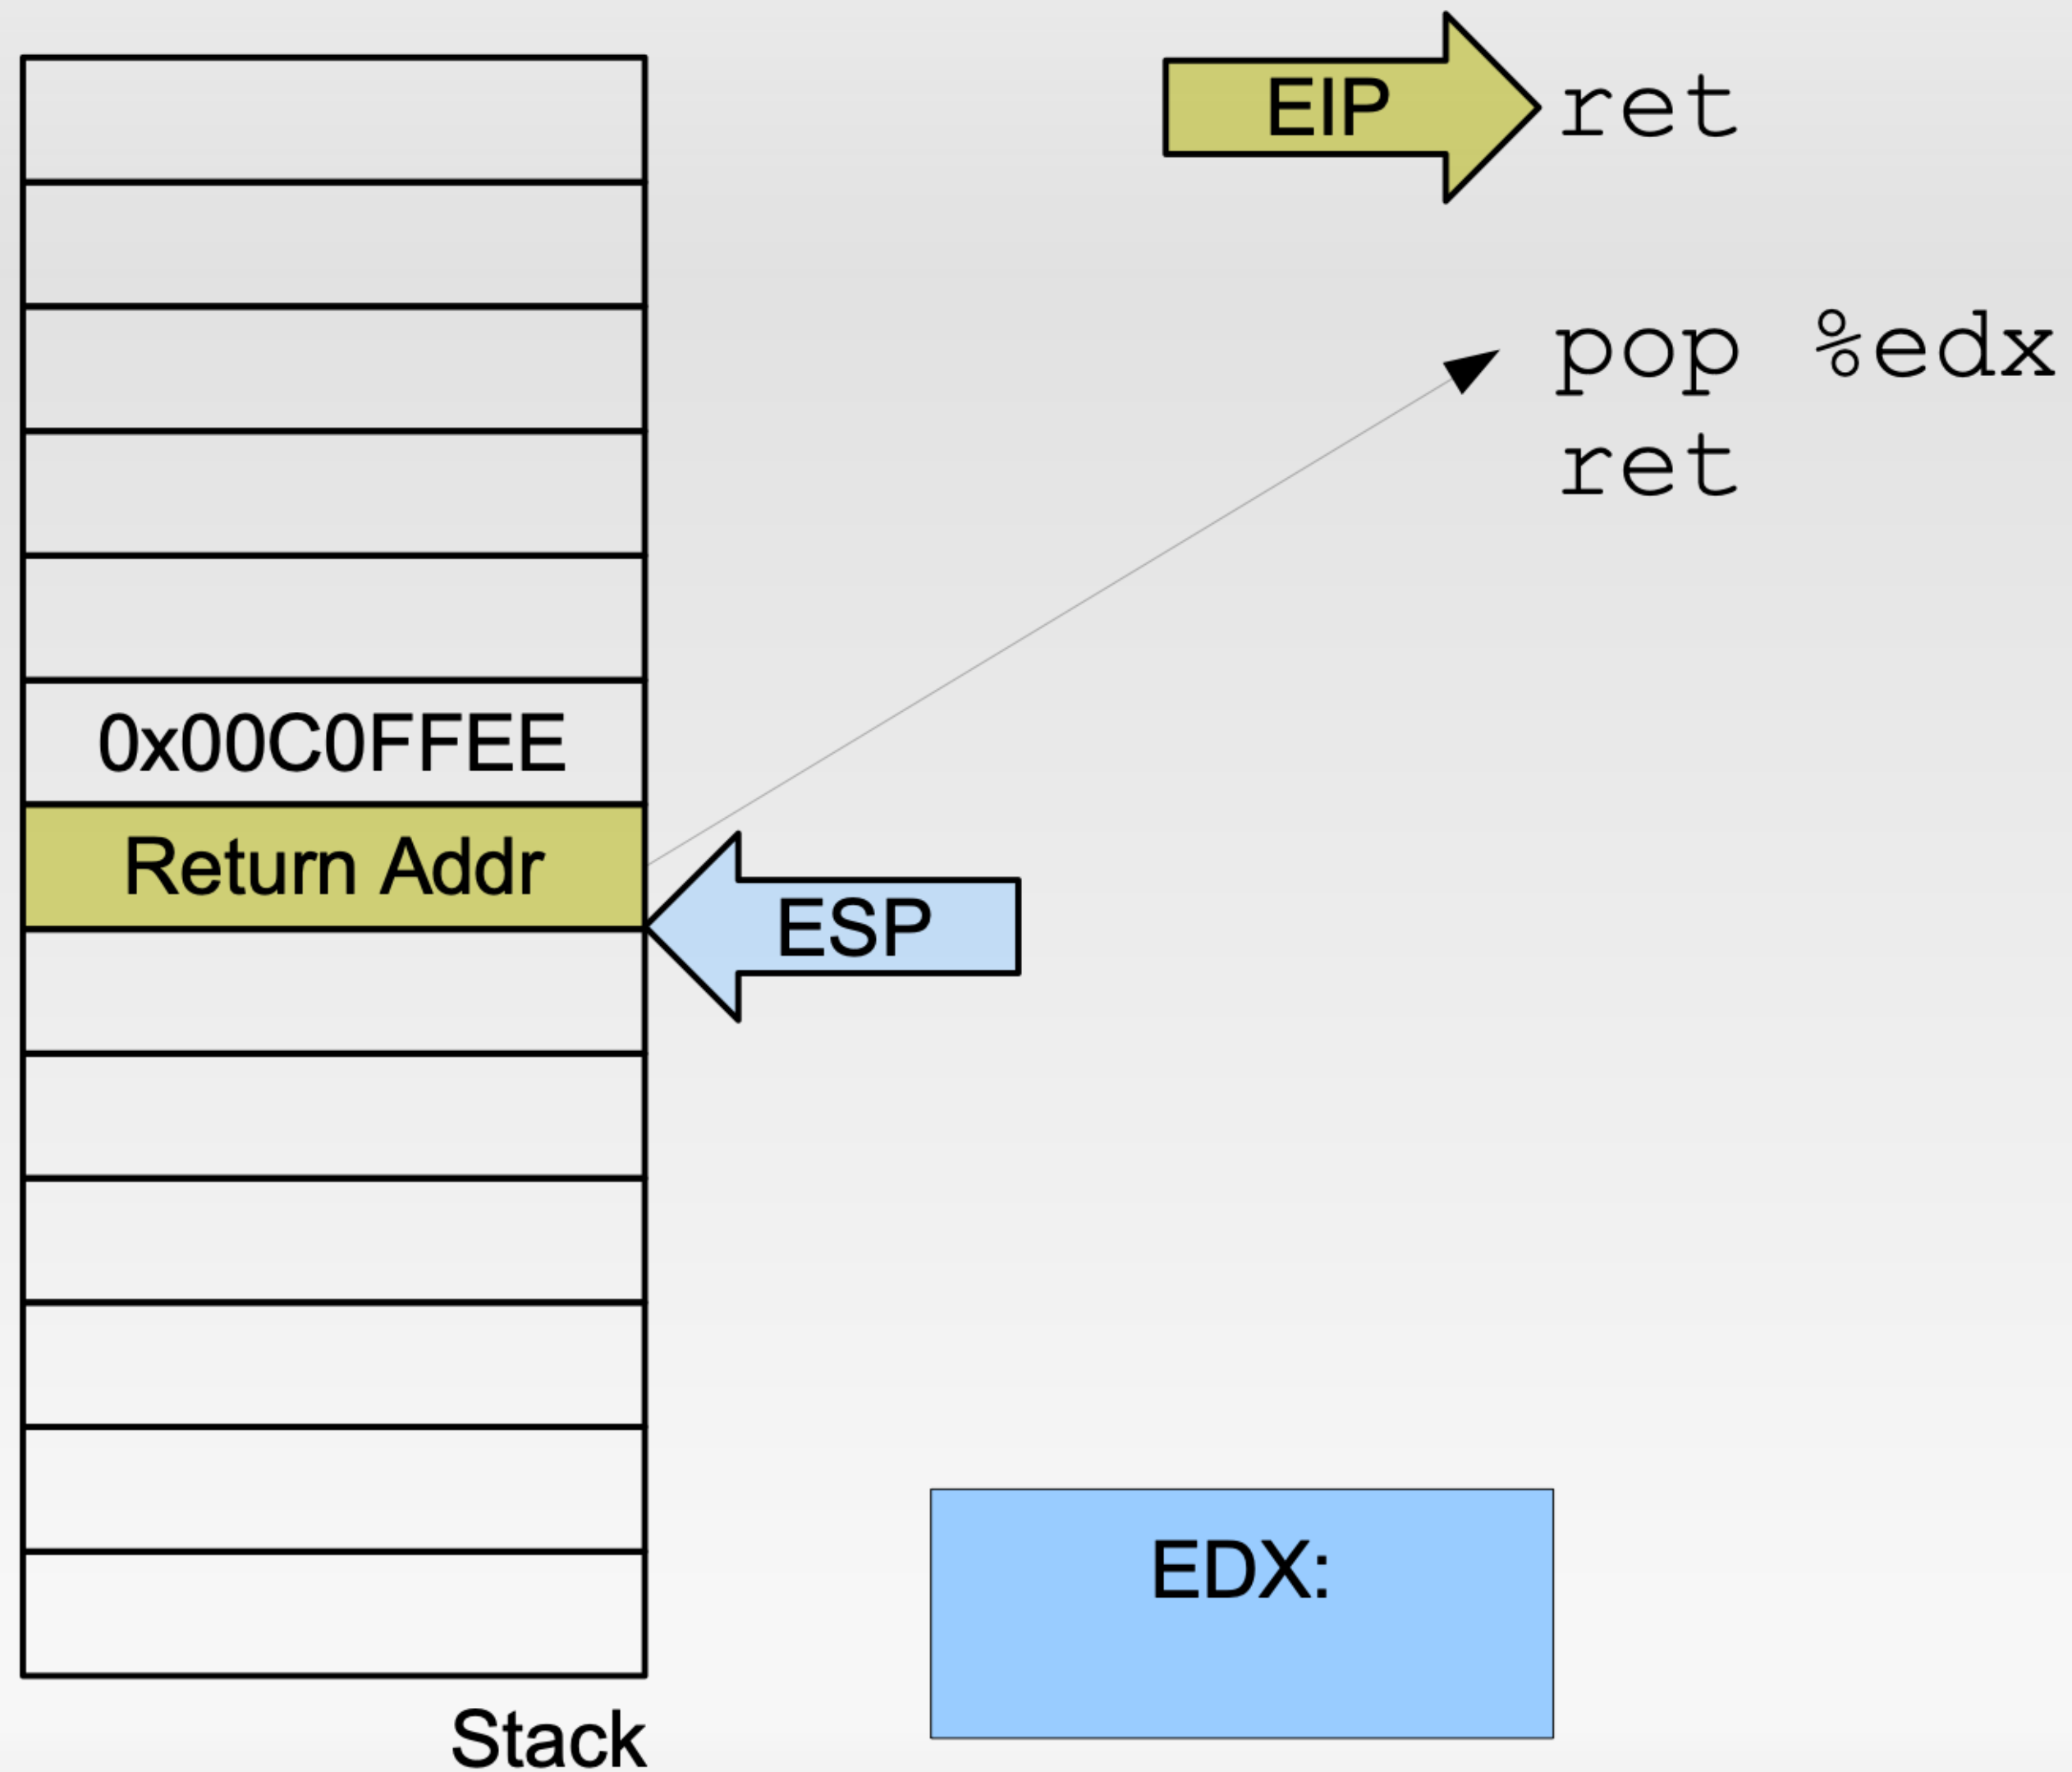 EIP
ret
pop %edx
ret
0x00C0FFEE
Return Addr
ESP
EDX:
Stack